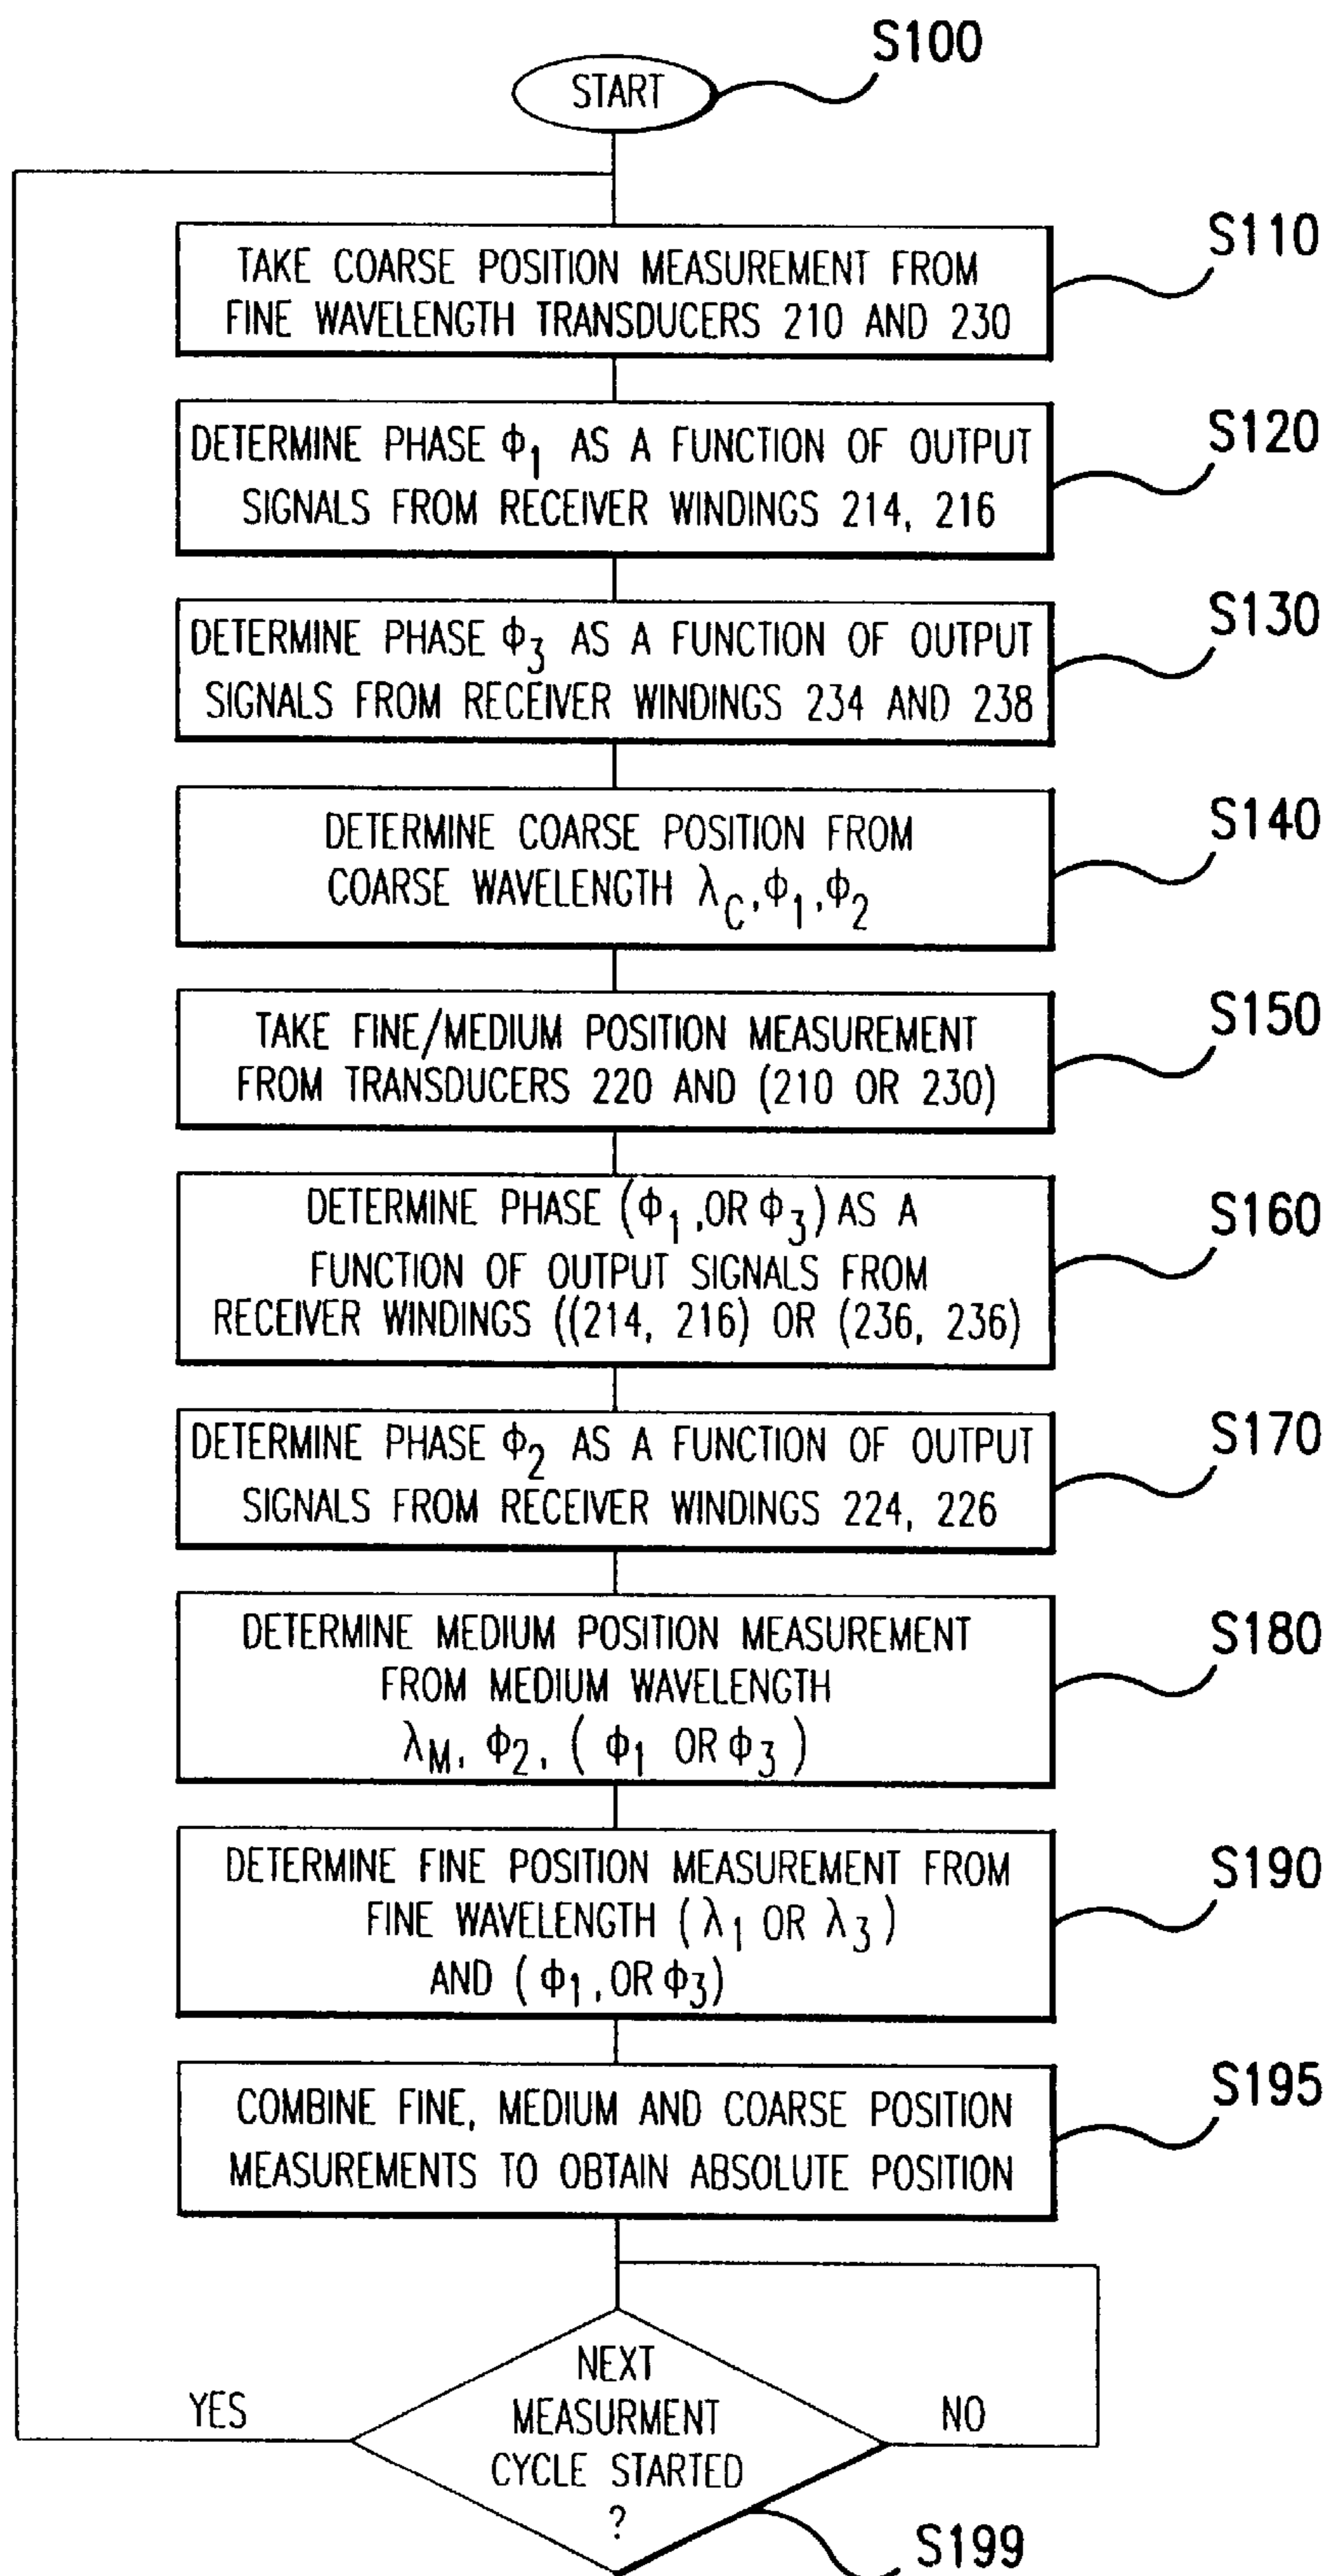 S100
START
S110
TAKE COARSE POSITION MEASUREMENT FROM
FINE WAVELENGTH TRANSDUCERS 210 AND 230
S120
DETERMINE PHASE Φ1 AS A FUNCTION OF OUTPUT
SIGNALS FROM RECEIVER WINDINGS 214, 216
S130
DETERMINE PHASE Φ3 AS A FUNCTION OF OUTPUT
SIGNALS FROM RECEIVER WINDINGS 234 AND 238
S140
DETERMINE COARSE POSITION FROM
COARSE WAVELENGTH λC,Φ1,Φ2
S150
TAKE FINE/MEDIUM POSITION MEASUREMENT
FROM TRANSDUCERS 220 AND (210 OR 230)
S160
DETERMINE PHASE (Φ1,OR Φ3) AS A
FUNCTION OF OUTPUT SIGNALS FROM
RECEIVER WINDINGS ((214, 216) OR (236, 236)
S170
DETERMINE PHASE Φ2 AS A FUNCTION OF OUTPUT
SIGNALS FROM RECEIVER WINDINGS 224, 226
S180
DETERMINE MEDIUM POSITION MEASUREMENT
FROM MEDIUM WAVELENGTH
λM, Φ2, (Φ1 OR Φ3)
S190
DETERMINE FINE POSITION MEASUREMENT FROM
FINE WAVELENGTH (λ1 OR λ3)
AND (Φ1,OR Φ3)
S195
COMBINE FINE, MEDIUM AND COARSE POSITION
MEASUREMENTS TO OBTAIN ABSOLUTE POSITION
NEXT
YES
MEASURMENT
NO
CYCLE STARTED
?
S199